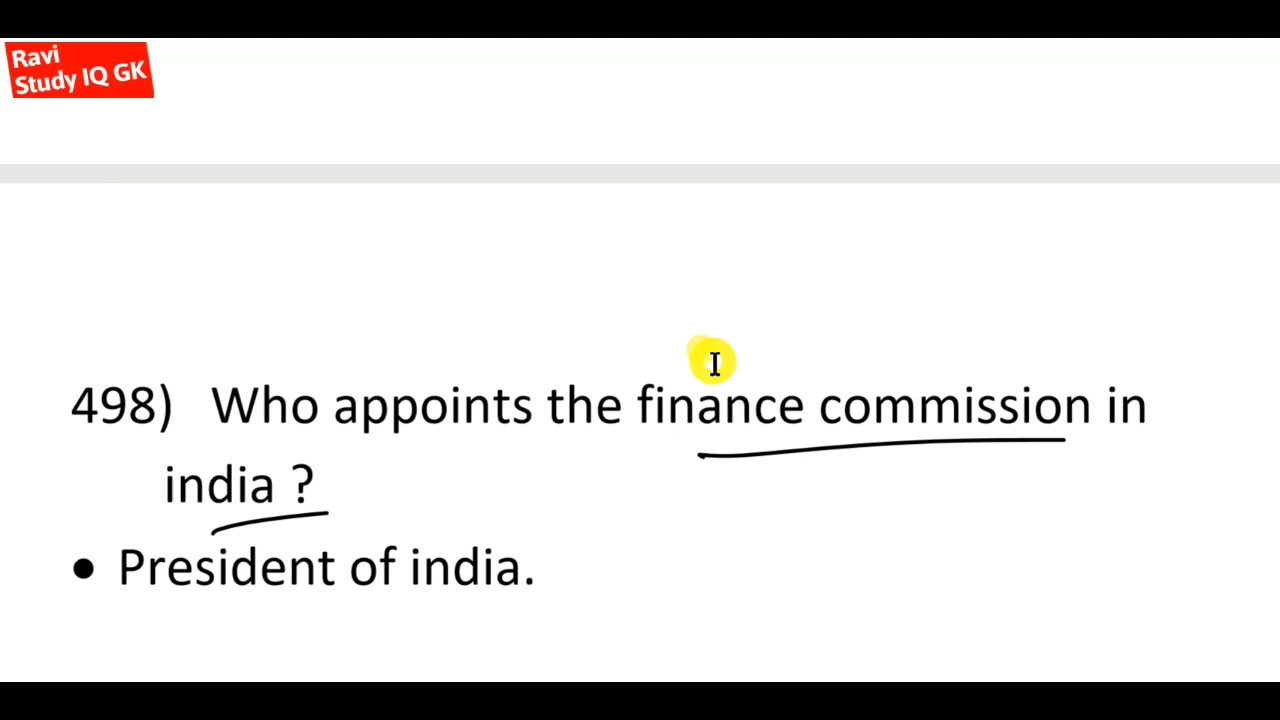 Ravi
Study IQ GK
498) Who appoints the finance commission in
india ?
• President of india.